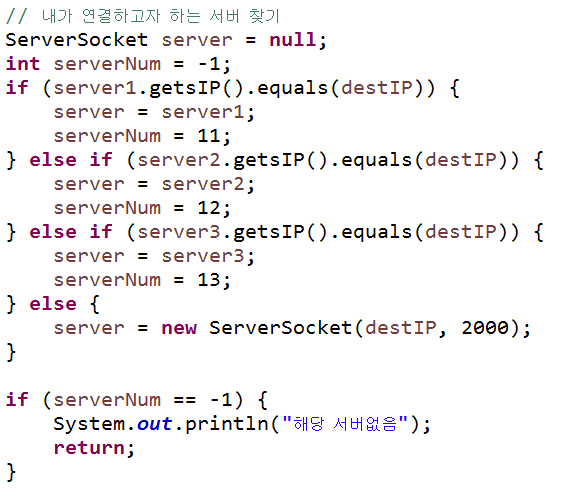 // 내가 연결하고자 하는 서버 찾기
ServerSocket server = null;
int serverNum = -1;
if (server1.getsIP().equals(destIP)) {
    server = server1;
    serverNum = 11;
} else if (server2.getsIP().equals(destIP)) {
    server = server2;
    serverNum = 12;
} else if (server3.getsIP().equals(destIP)) {
    server = server3;
    serverNum = 13;
} else {
    server = new ServerSocket(destIP, 2000);
}

if (serverNum == -1) {
    System.out.println("해당 서버없음");
    return;
}